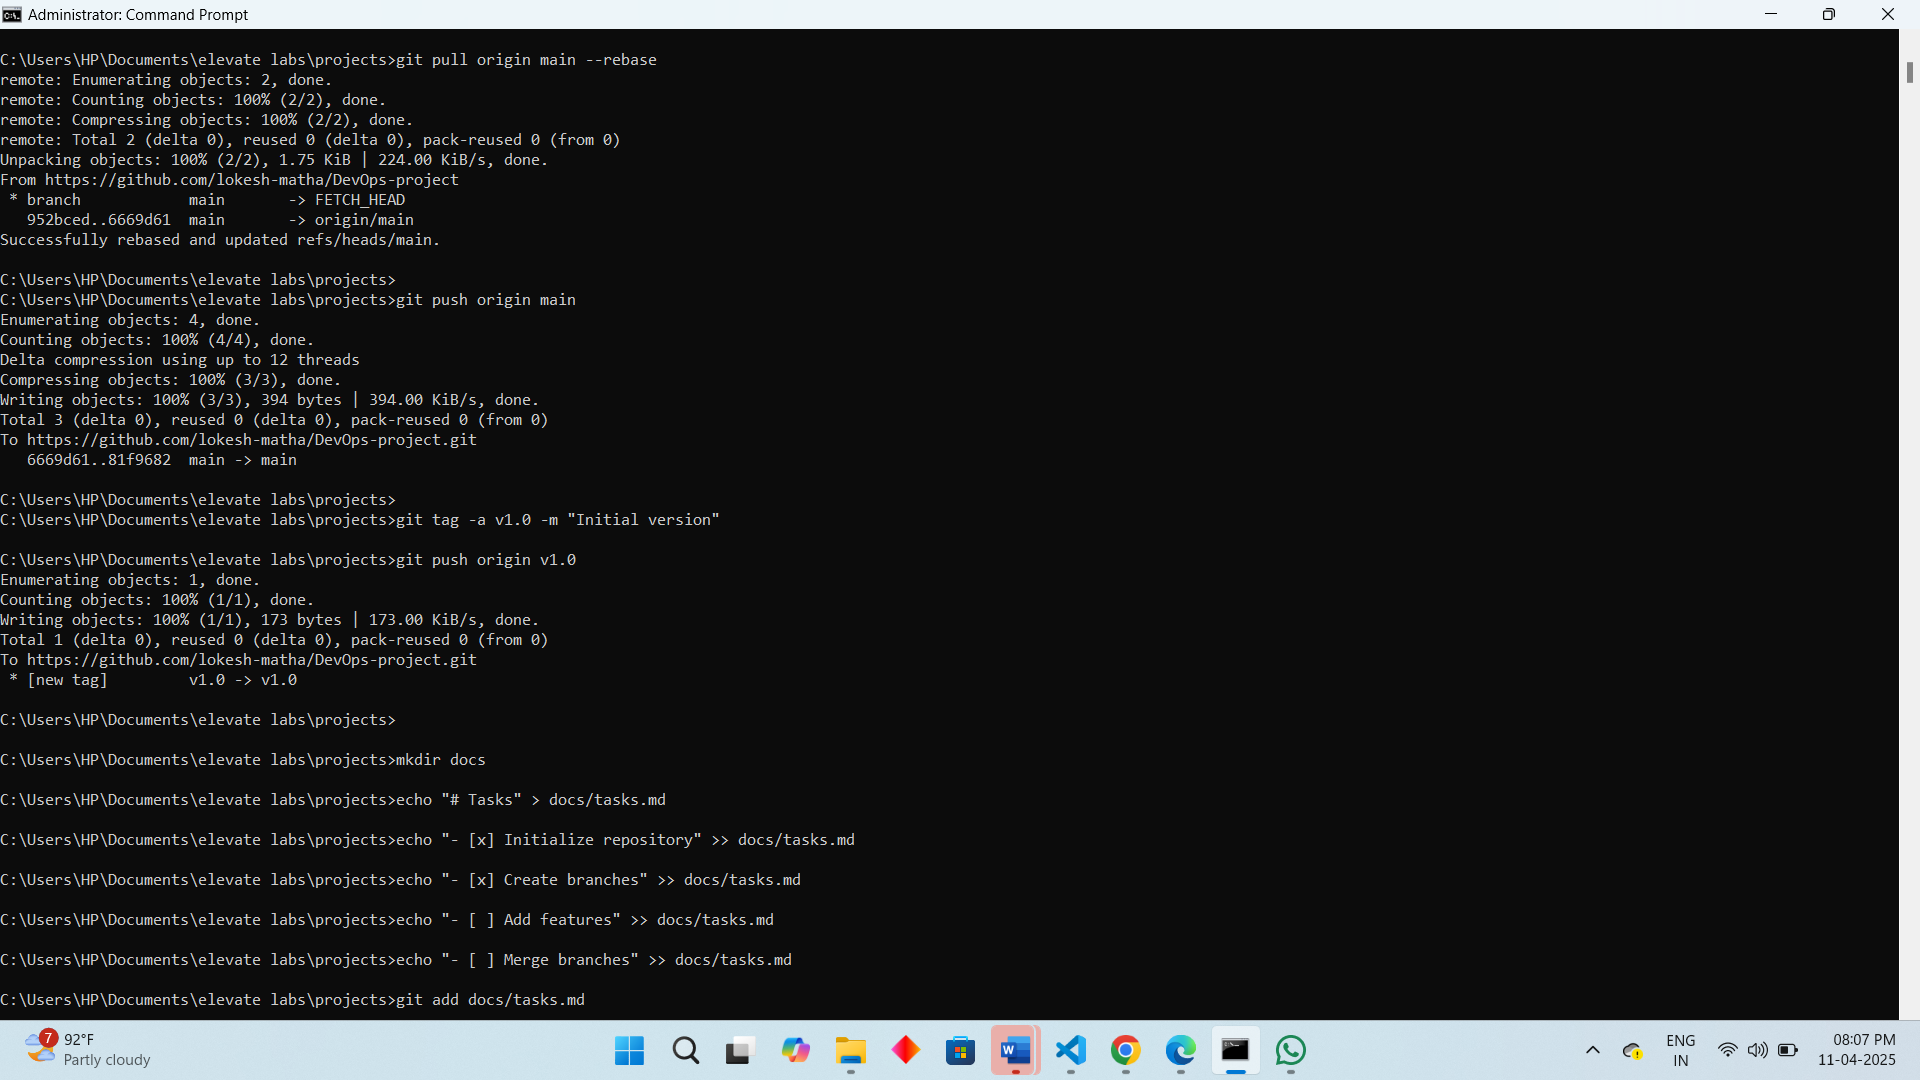 Administrator: Command Prompt
C:\Users\HP\Documents\elevate labs\projects>git pull origin main --rebase
remote: Enumerating objects: 2, done.
remote: Counting objects: 100% (2/2), done.
remote: Compressing objects: 100% (2/2), done.
remote: Total 2 (delta 0), reused 0 (delta 0), pack-reused 0 (from 0)
Unpacking objects: 100% (2/2), 1.75 KiB | 224.00 KiB/s, done.
From https://github.com/lokesh-matha/DevOps-project
 * branch            main       -> FETCH_HEAD
   952bced..6669d61  main       -> origin/main
Successfully rebased and updated refs/heads/main.
C:\Users\HP\Documents\elevate labs\projects>
C:\Users\HP\Documents\elevate labs\projects>git push origin main
Enumerating objects: 4, done.
Counting objects: 100% (4/4), done.
Delta compression using up to 12 threads
Compressing objects: 100% (3/3), done.
Writing objects: 100% (3/3), 394 bytes | 394.00 KiB/s, done.
Total 3 (delta 0), reused 0 (delta 0), pack-reused 0 (from 0)
To https://github.com/lokesh-matha/DevOps-project.git
   6669d61..81f9682  main -> main
C:\Users\HP\Documents\elevate labs\projects>
C:\Users\HP\Documents\elevate labs\projects>git tag -a v1.0 -m "Initial version"
C:\Users\HP\Documents\elevate labs\projects>git push origin v1.0
Enumerating objects: 1, done.
Counting objects: 100% (1/1), done.
Writing objects: 100% (1/1), 173 bytes | 173.00 KiB/s, done.
Total 1 (delta 0), reused 0 (delta 0), pack-reused 0 (from 0)
To https://github.com/lokesh-matha/DevOps-project.git
 * [new tag]         v1.0 -> v1.0
C:\Users\HP\Documents\elevate labs\projects>
C:\Users\HP\Documents\elevate labs\projects>mkdir docs
C:\Users\HP\Documents\elevate labs\projects>echo "# Tasks" > docs/tasks.md
C:\Users\HP\Documents\elevate labs\projects>echo "- [x] Initialize repository" >> docs/tasks.md
C:\Users\HP\Documents\elevate labs\projects>echo "- [x] Create branches" >> docs/tasks.md
C:\Users\HP\Documents\elevate labs\projects>echo "- [ ] Add features" >> docs/tasks.md
C:\Users\HP\Documents\elevate labs\projects>echo "- [ ] Merge branches" >> docs/tasks.md
C:\Users\HP\Documents\elevate labs\projects>git add docs/tasks.md
7
92°F
Partly cloudy
W
ENG
IN
08:07 PM
11-04-2025